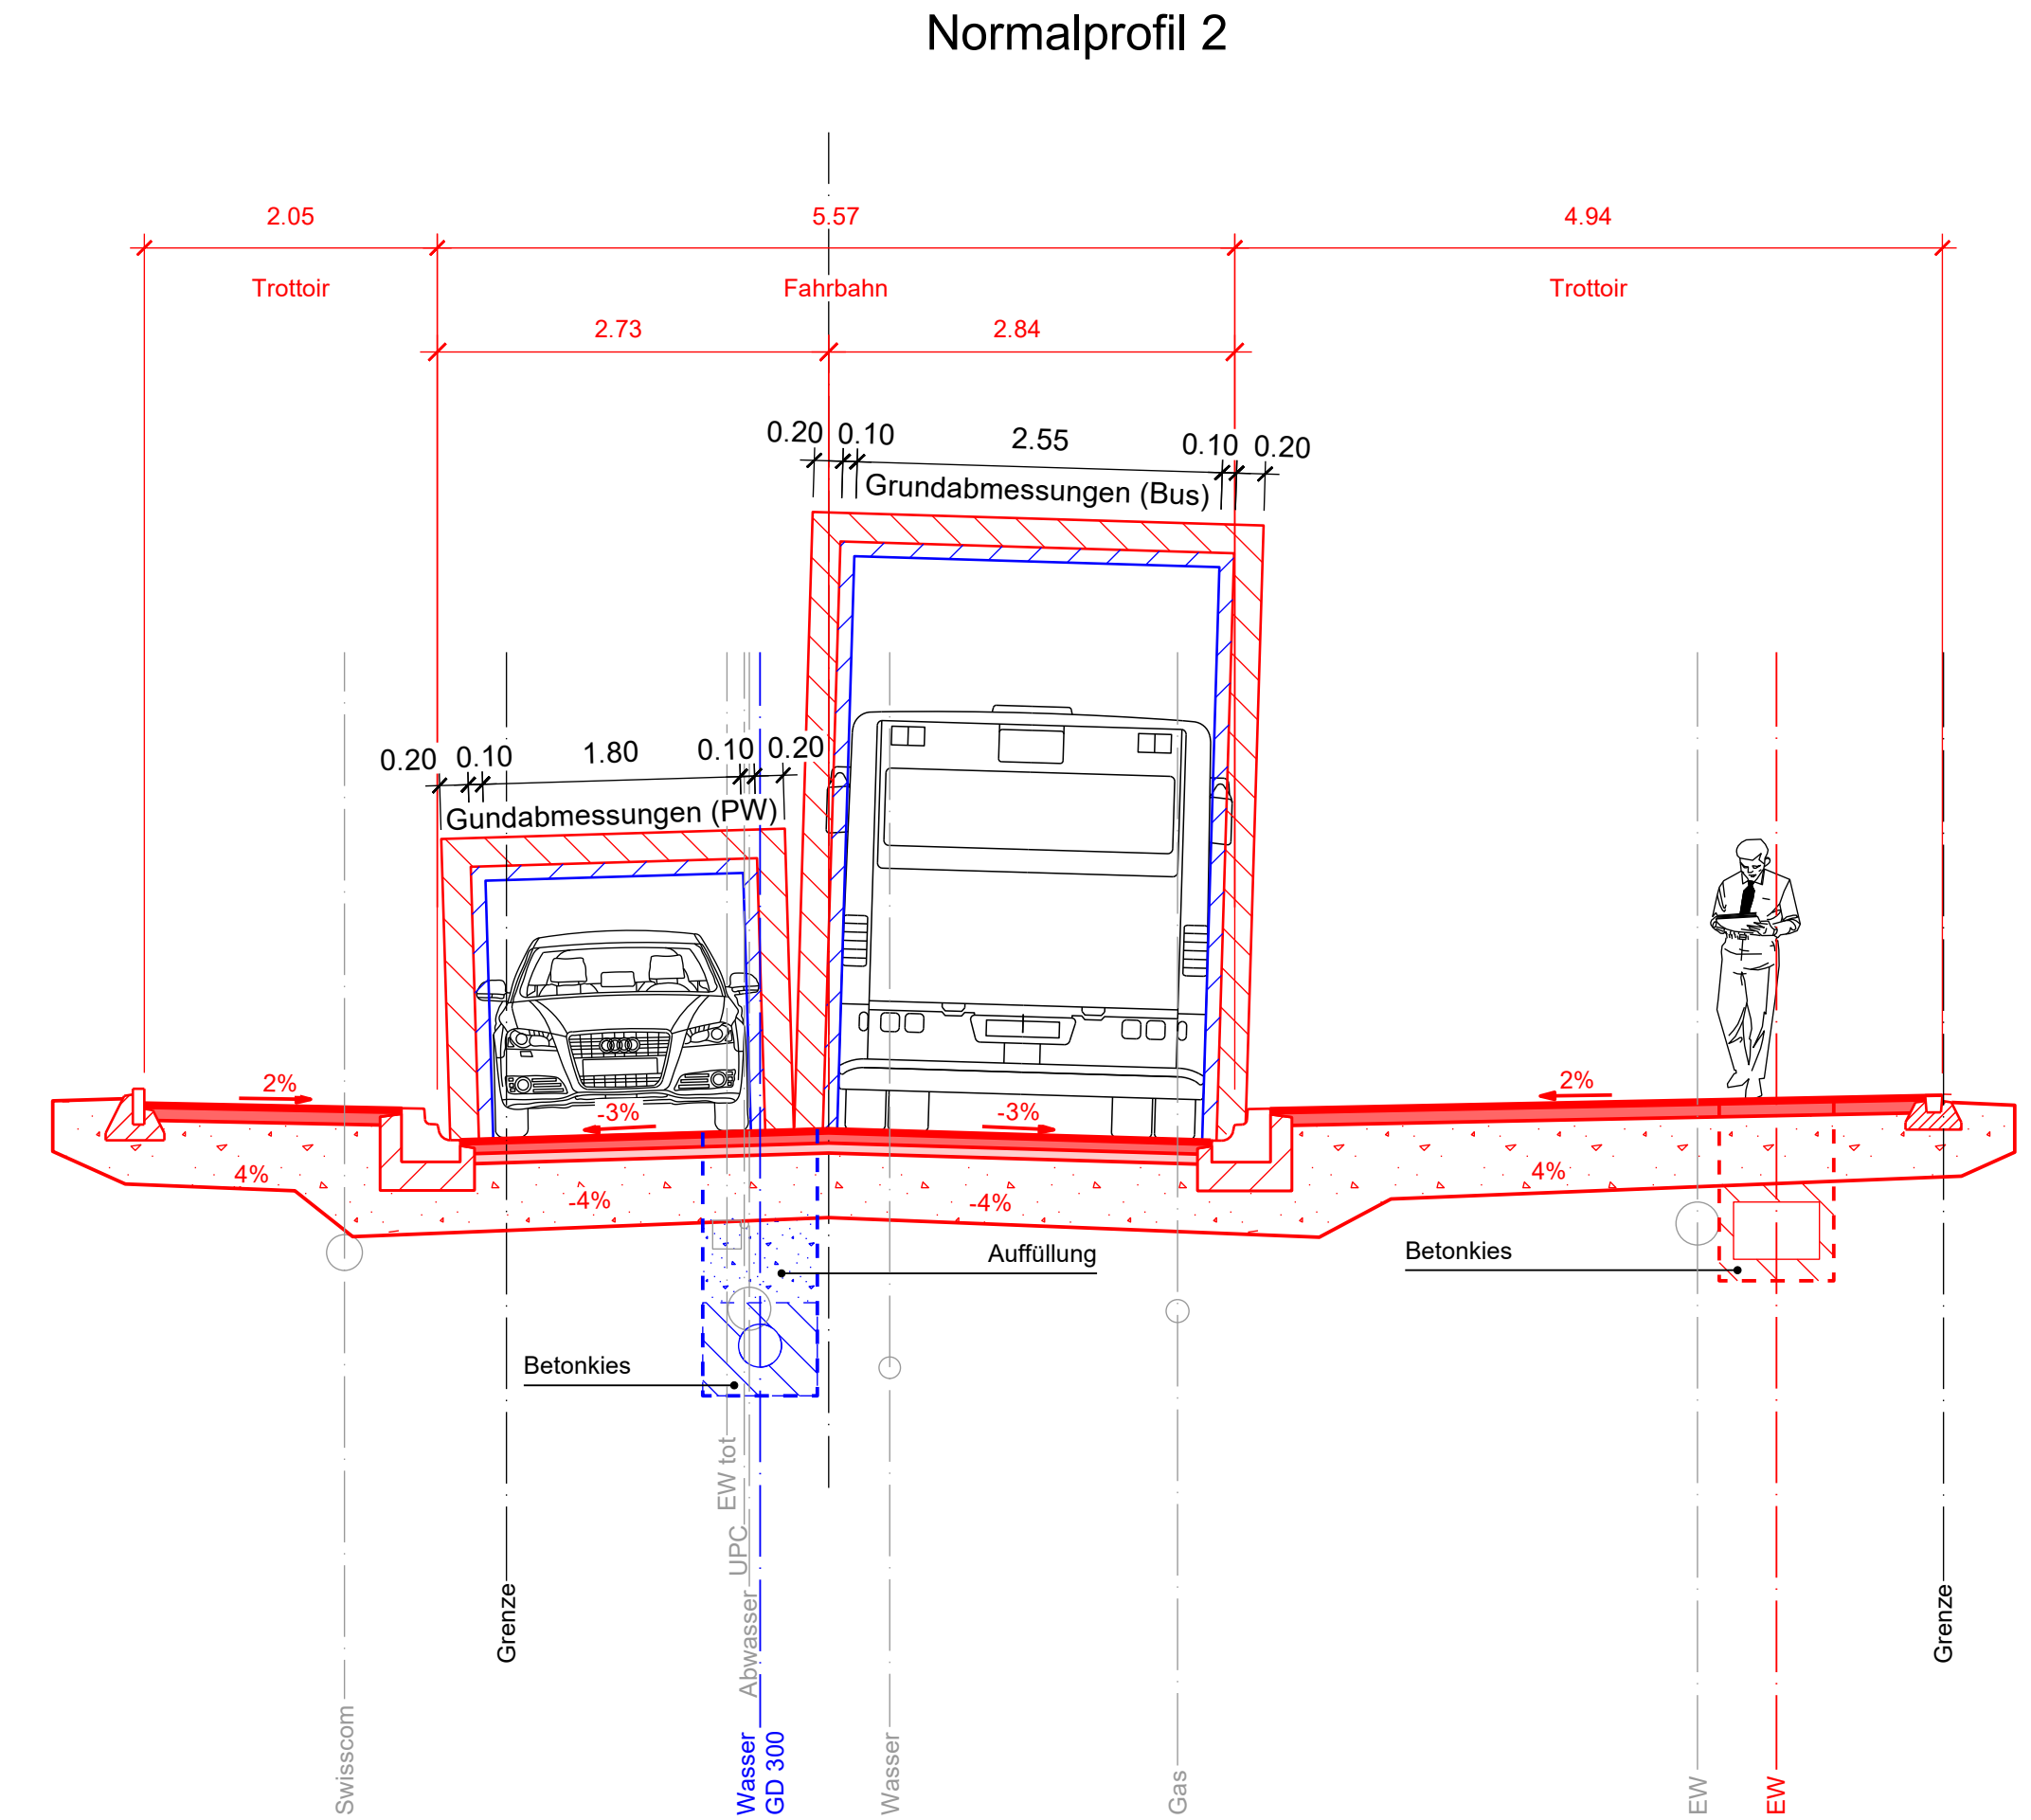 Normalprofil 2
2.05
5.57
4.94
Trottoir
Fahrbahn
Trottoir
2.73
2.84
0.20
0.10
2.55
0.10
0.20
Grundabmessungen (Bus)
0.20
0.10
1.80
0.10
0.20
Gundabmessungen (PW)
2%
-3%
-3%
2%
4%
-4%
-4%
4%
Auffüllung
Betonkies
Betonkies
Swisscom
Grenze
EW tot
UPC
Abwasser
Wasser
GD 300
Wasser
Gas
EW
EW
Grenze